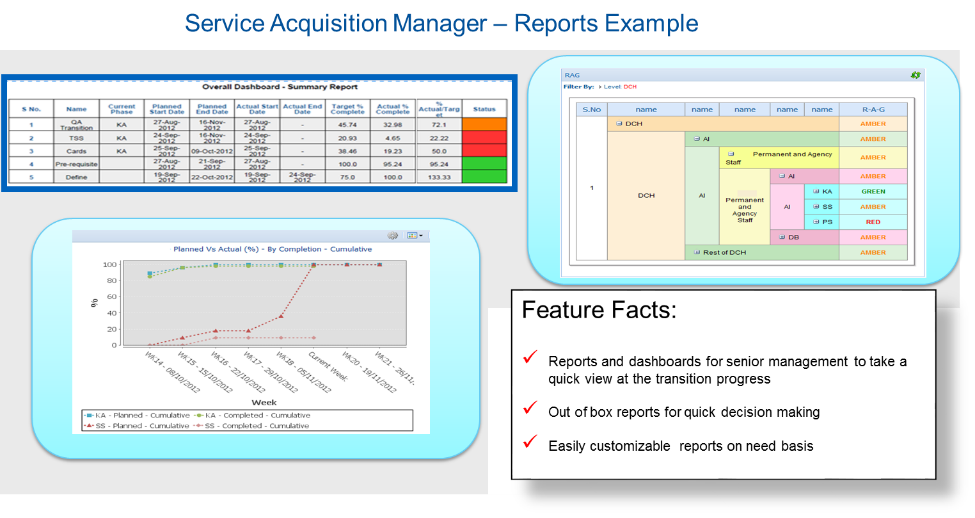 Service Acquisition Manager – Reports Example
Overall Dashboard - Summary Report
S No. Name Current Phase Planned Start Date Planned End Date Actual Start Date Actual End Date Target % Complete Actual % Complete % Actual/Target Status
1 QA Transition KA 27-Aug-2012 16-Nov-2012 27-Aug-2012 - 45.74 32.98 72.1
2 TSS KA 24-Sep-2012 16-Nov-2012 24-Sep-2012 - 20.93 4.65 22.22
3 Cards KA 25-Sep-2012 09-Oct-2012 25-Sep-2012 - 38.46 19.23 50.0
4 Pre-requisite 27-Aug-2012 21-Sep-2012 27-Aug-2012 - 100.0 95.24 95.24
5 Define 19-Sep-2012 22-Oct-2012 19-Sep-2012 24-Sep-2012 75.0 100.0 133.33
RAG
Filter By: Level DCH
S.No name name name name name R-A-G
DCH AMBER
AI AMBER
Permanent and Agency Staff AMBER
AI AMBER
KA GREEN
1 DCH AI Permanent and Agency Staff AI SS AMBER
PS RED
DB AMBER
Rest of DCH AMBER
Planned Vs Actual (%) - By Completion - Cumulative
%
100
80
60
40
20
0
Wk14 - 08/10/2012
Wk15 - 15/10/2012
Wk16 - 22/10/2012
Wk17 - 29/10/2012
Wk18 - 05/11/2012
Current Week
Wk20 - 19/11/2012
Wk21 - 26/11
Week
KA - Planned - Cumulative KA - Completed - Cumulative
SS - Planned - Cumulative SS - Completed - Cumulative
Feature Facts:
Reports and dashboards for senior management to take a
quick view at the transition progress
Out of box reports for quick decision making
Easily customizable reports on need basis